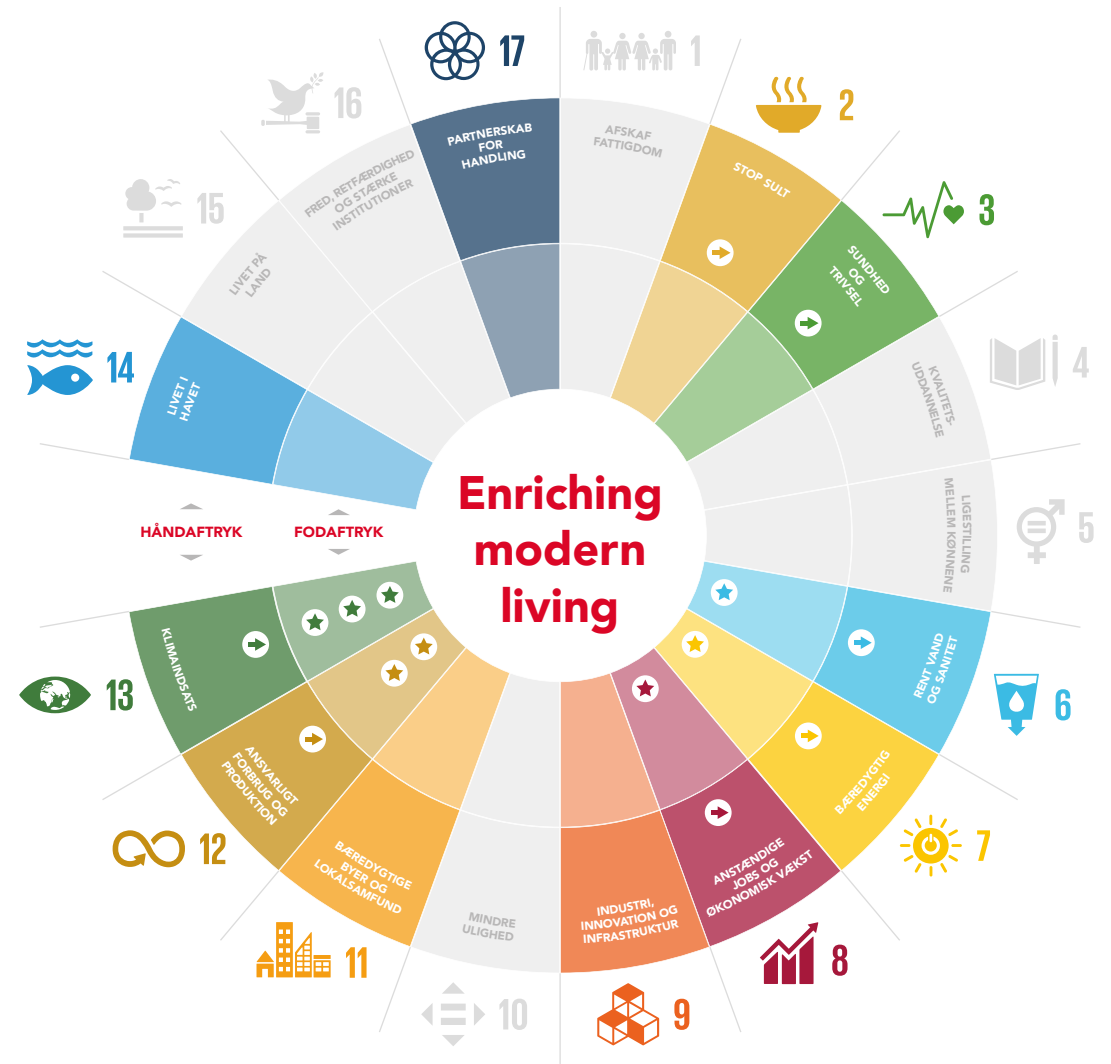 17
1
2
3
4
5
6
7
8
9
10
11
12
13
14
15
16
PARTNERSKAB
FOR
HANDLING
AFSKAF
FATTIGDOM
STOP SULT
SUNDHED
OG
TRIVSEL
KVALITETS-
UDDANNELSE
LIGESTILLING
MELLEM KØNNENE
RENT VAND
OG SANITET
BÆREDYGTIG
ENERGI
ANSTÆNDIGE
JOBS OG
ØKONOMISK VÆKST
INDUSTRI,
INNOVATION OG
INFRASTRUKTUR
MINDRE
ULIGHED
BÆREDYGTIGE
BYER OG
LOKALSAMFUND
ANSVARLIGT
FORBRUG OG
PRODUKTION
KLIMAINDSATS
LIVET I
HAVET
LIVET PÅ
LAND
FRED, RETFÆRDIGHED
OG STÆRKE
INSTITUTIONER
HÅNDAFTRYK
FODAFTRYK
Enriching
modern
living